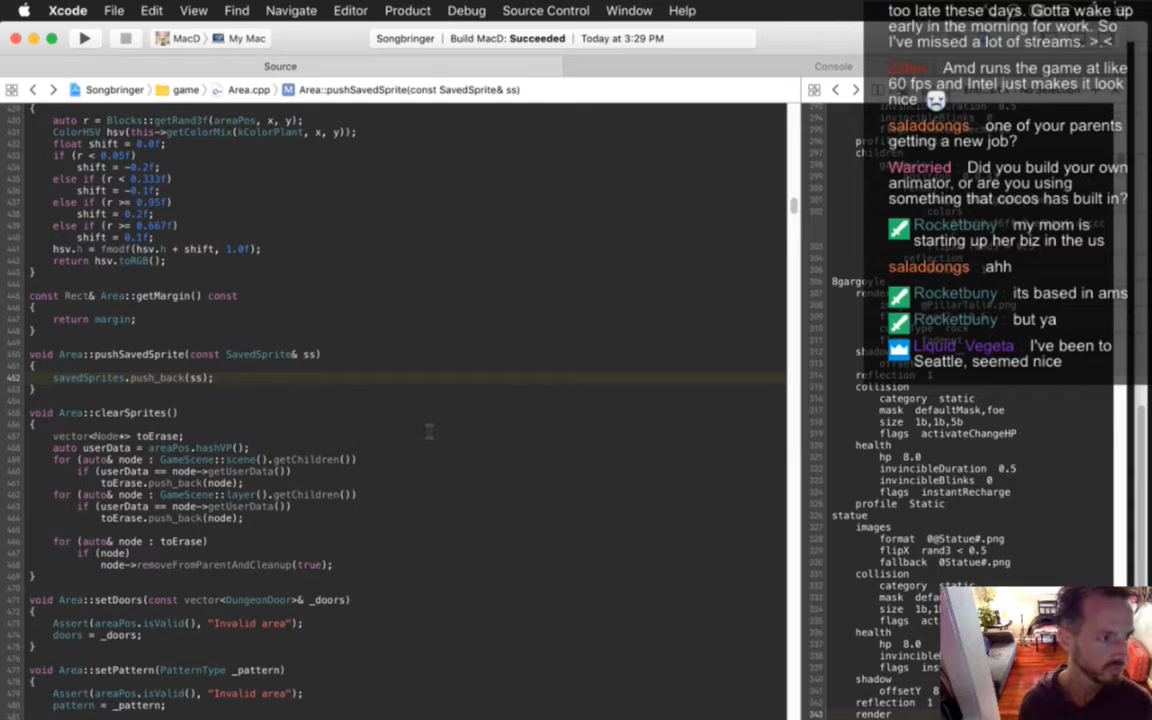 Xcode File Edit View Find Navigate Editor Product Debug Source Control Window Help
MacD My Mac
Songbringer Build MacD: Succeeded Today at 3:29 PM
Source
Console
Songbringer game Area.cpp Area::pushSavedSprite(const SavedSprite& ss)
{
auto r = Blocks::getRand3f(areaPos, x, y);
ColorHSV hsv(this->getColorMix(kColorPlant, x, y));
float shift = 0.0f;
if (r < 0.05f)
shift = -0.2f;
else if (r < 0.333f)
shift = -0.1f;
else if (r >= 0.95f)
shift = 0.2f;
else if (r >= 0.667f)
shift = 0.1f;
hsv.h = fmodf(hsv.h + shift, 1.0f);
return hsv.toRGB();
}
const Rect& Area::getMargin() const
{
return margin;
}
void Area::pushSavedSprite(const SavedSprite& ss)
{
savedSprites.push_back(ss);
}
void Area::clearSprites()
{
vector<Node*> toErase;
auto userData = areaPos.hashVP();
for (auto& node : GameScene::scene().getChildren())
if (userData == node->getUserData())
toErase.push_back(node);
for (auto& node : GameScene::layer().getChildren())
if (userData == node->getUserData())
toErase.push_back(node);
for (auto& node : toErase)
if (node)
node->removeFromParentAndCleanup(true);
}
void Area::setDoors(const vector<DungeonDoor>& _doors)
{
Assert(areaPos.isValid(), "Invalid area");
doors = _doors;
}
void Area::setPattern(PatternType _pattern)
{
Assert(areaPos.isValid(), "Invalid area");
pattern = _pattern;
too late these days. Gotta wake up
early in the morning for work. So
I've missed a lot of streams. >.<
Amd runs the game at like
60 fps and Intel just makes it look
nice
saladdongs one of your parents
getting a new job?
Warcried Did you build your own
animator, or are you using
something that cocos has built in?
Rocketbuny my mom is
starting up her biz in the us
saladdongs ahh
Rocketbuny its based in ams
Rocketbuny but ya
Liquid_Vegeta I've been to
Seattle, seemed nice
reflection 1
collision
category static
mask defaultMask,foe
size 1b,1b,5b
flags activateChangeHP
health
hp 8.0
invincibleDuration 0.5
invincibleBlinks 0
flags instantRecharge
profile Static
statue
images
format 0@Statue#.png
flipX rand3 < 0.5
fallback 0Statue#.png
collision
health
hp 8.0
shadow
offsetY 8
reflection 1
render